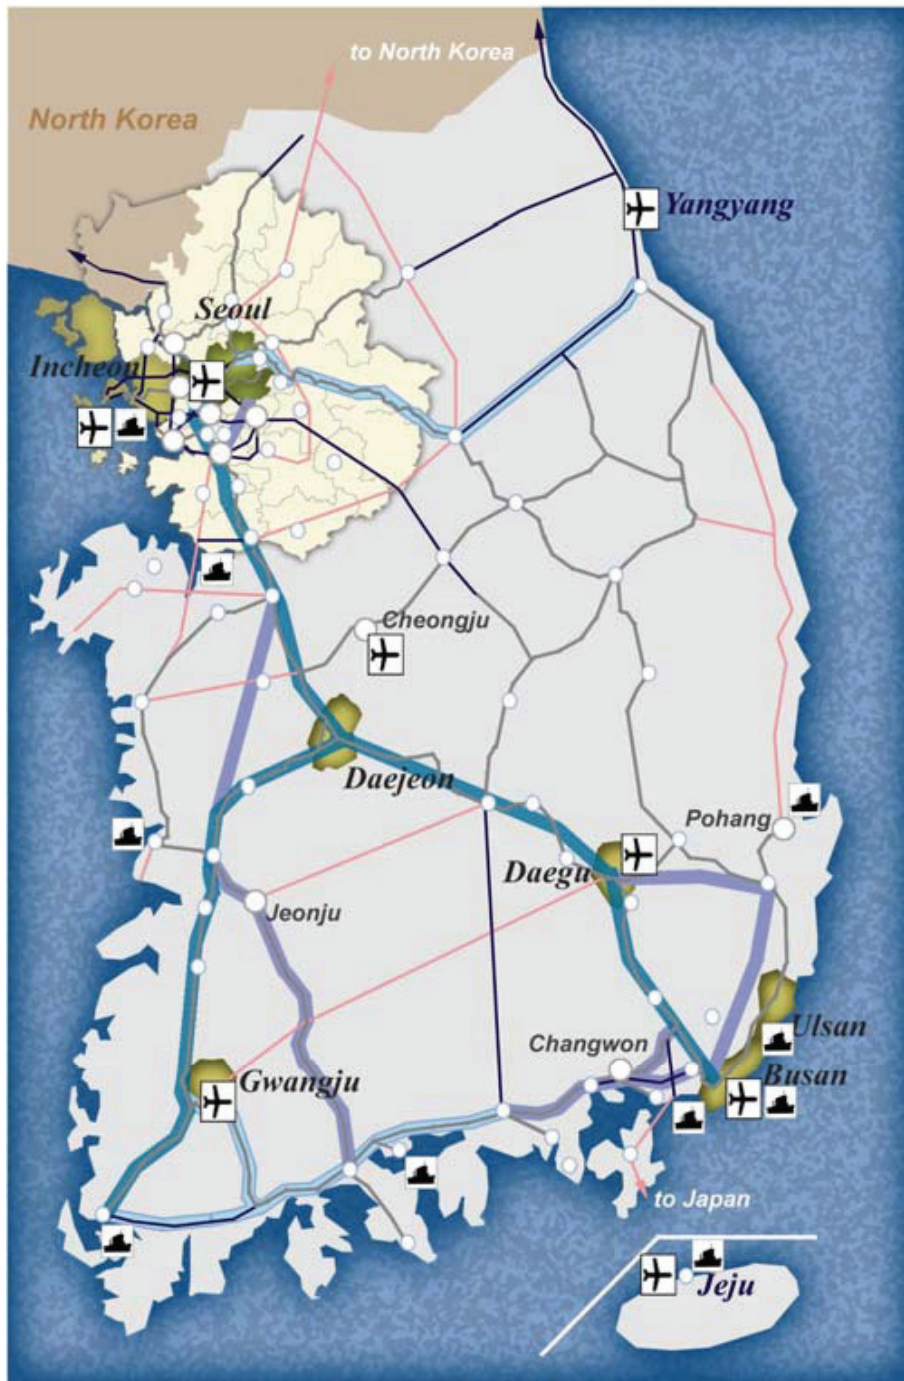 to North Korea
North Korea
Yangyang
Seoul
Incheon
Cheongju
Daejeon
Pohang
Daegu
Jeonju
Ulsan
Changwon
Gwangju
Busan
to Japan
Jeju